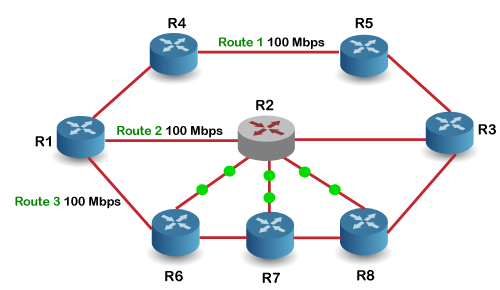 R4
R5
Route 1 100 Mbps
R2
R1
Route 2 100 Mbps
R3
Route 3 100 Mbps
R6
R7
R8